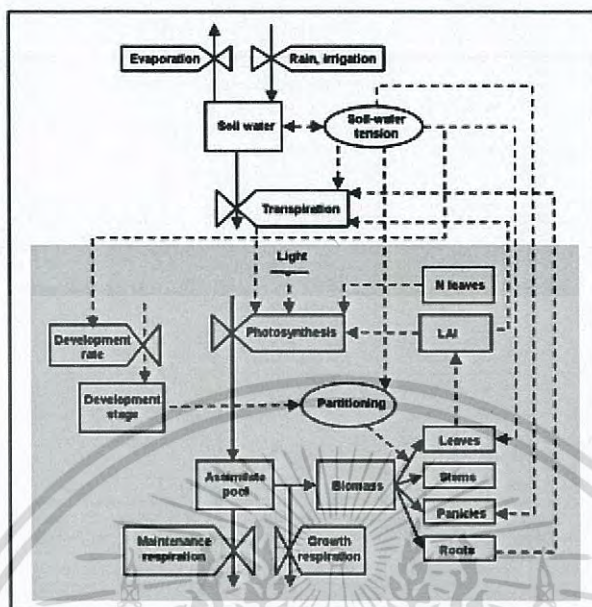 Evaporation
Rain, irrigation
Soil water
Soil-water
tension
Transpiration
Light
N leaves
Photosynthesis
LAI
Development
rate
Development
stage
Partitioning
Leaves
Assimilate
pool
Biomass
Stems
Panicles
Roots
Maintenance
respiration
Growth
respiration